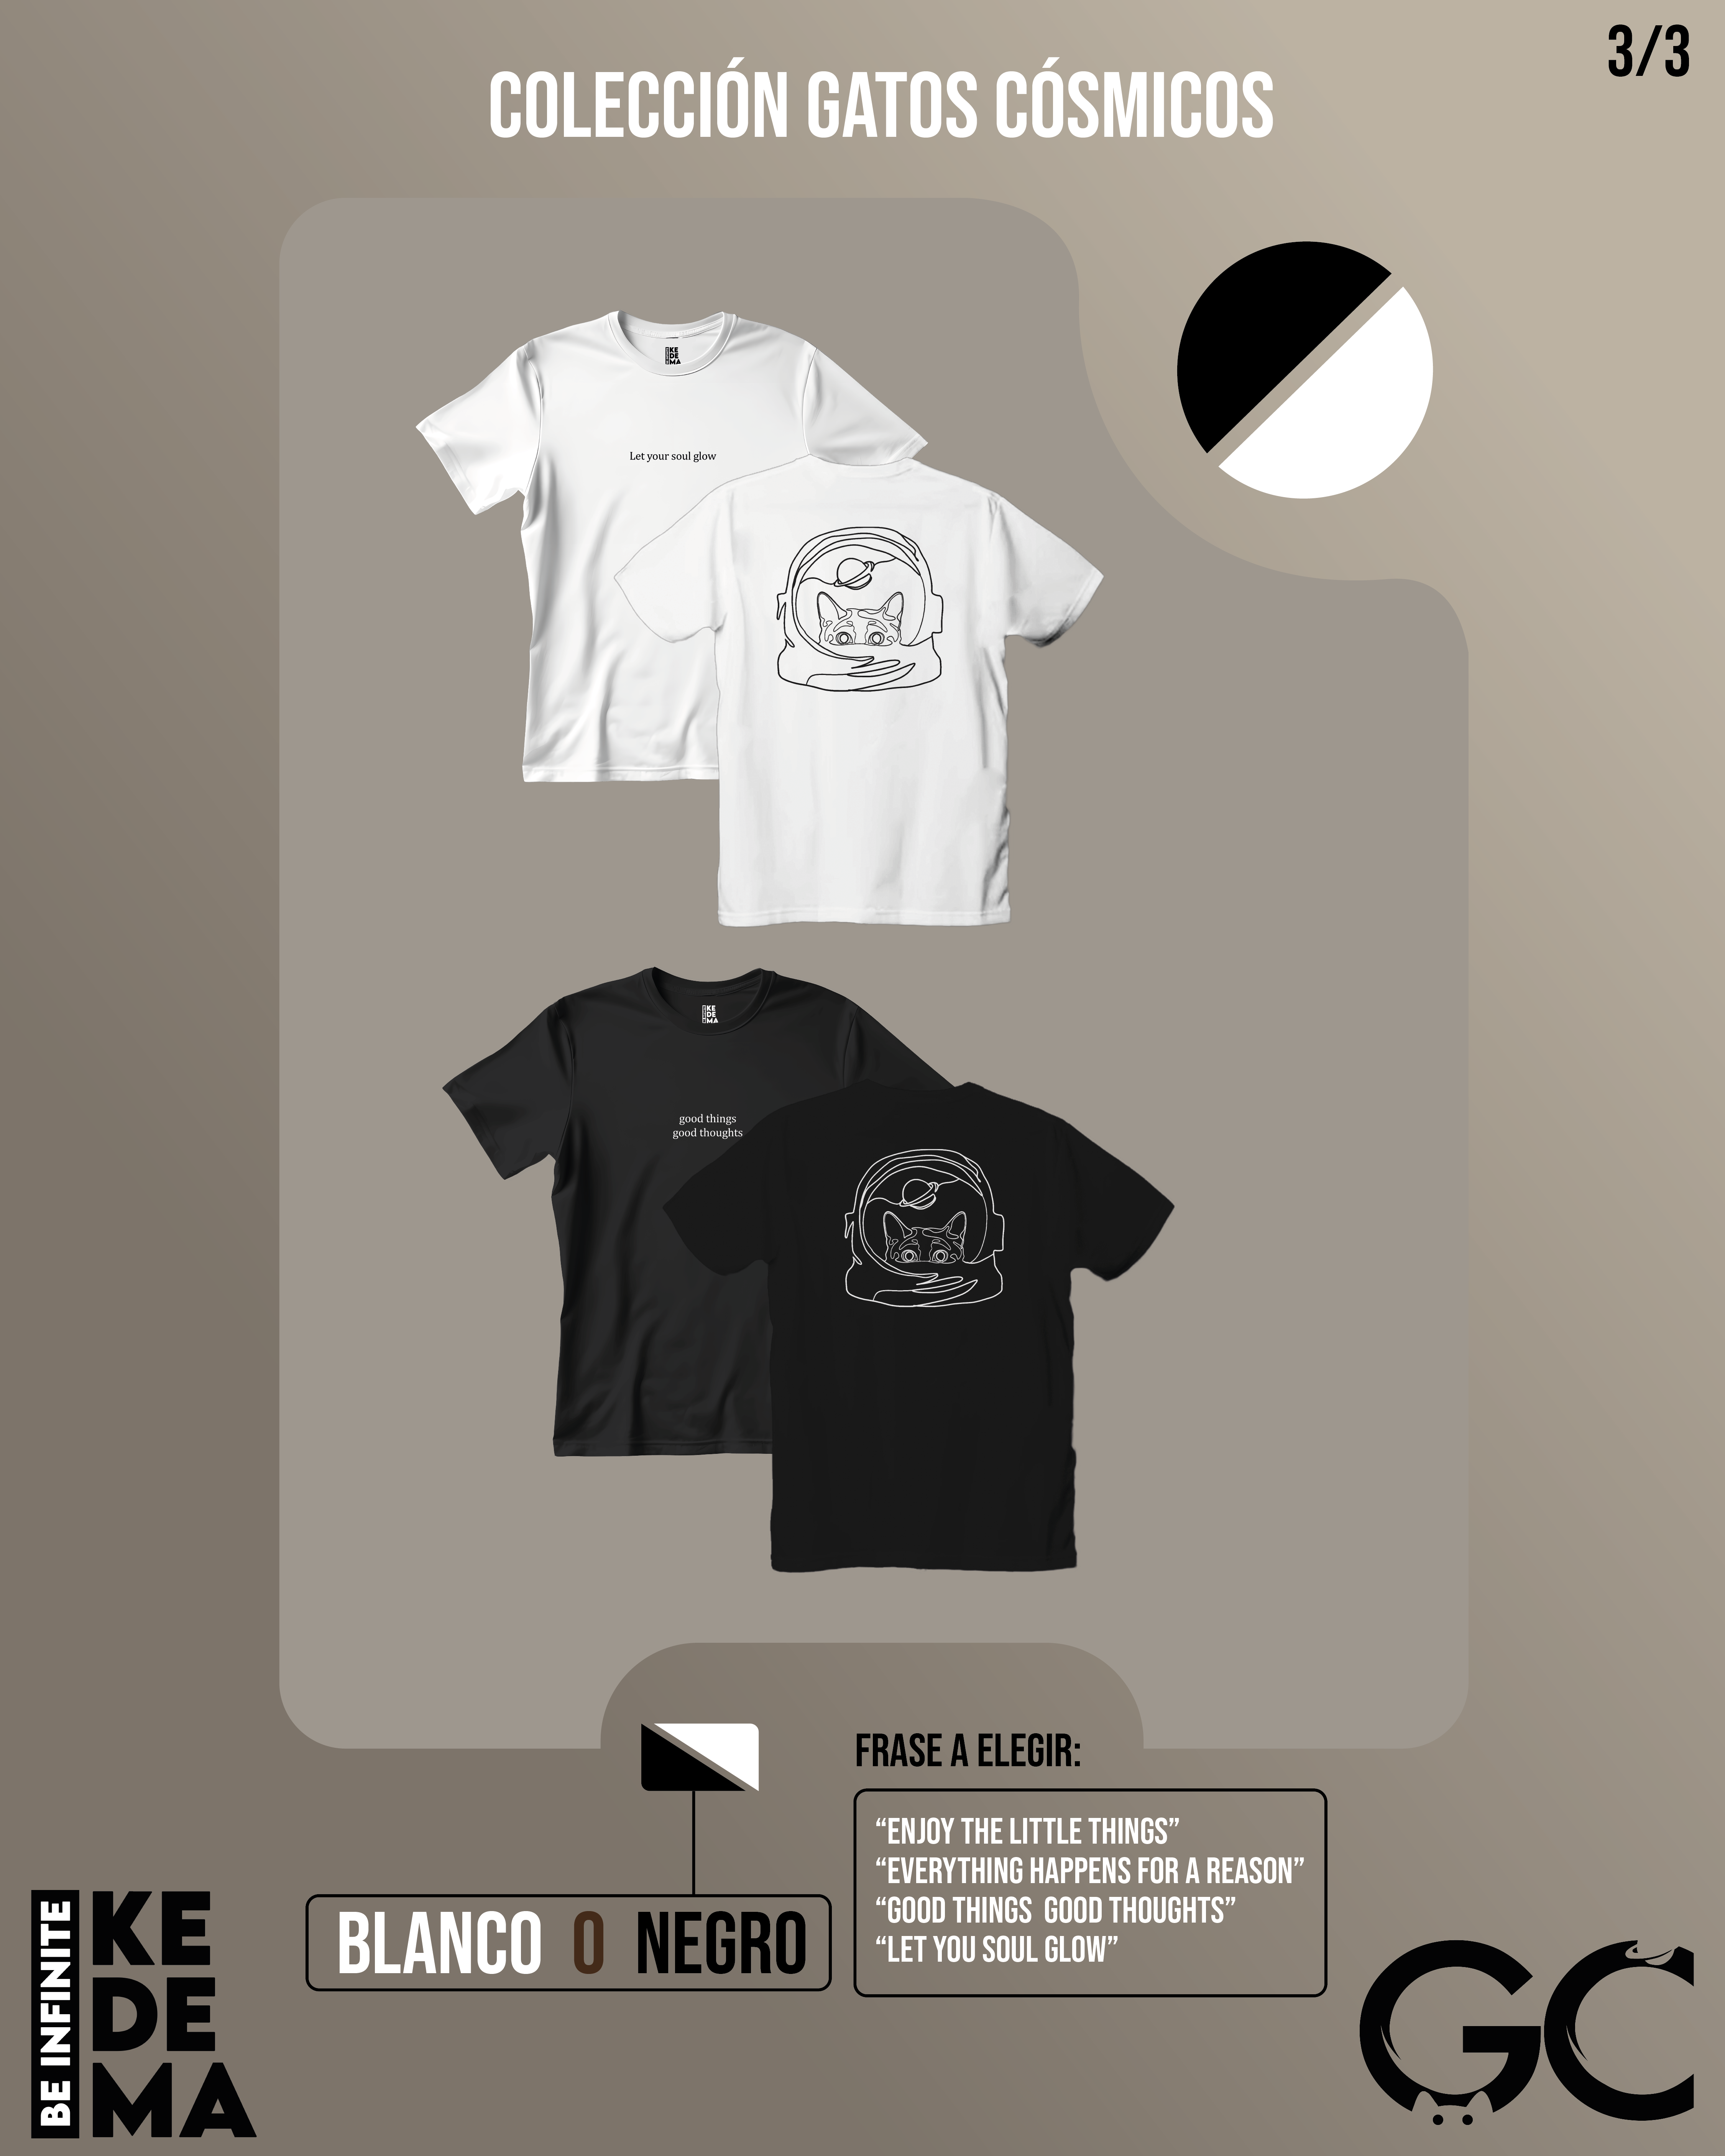 3/3
COLECCIÓN GATOS CÓSMICOS
KE
DE
MA
Let your soul glow
KE
DE
MA
good things
good thoughts
FRASE A ELEGIR:
“ENJOY THE LITTLE THINGS”
“EVERYTHING HAPPENS FOR A REASON”
“GOOD THINGS  GOOD THOUGHTS”
“LET YOU SOUL GLOW”
BLANCO O NEGRO
BE INFINITE
KE
DE
MA
GC